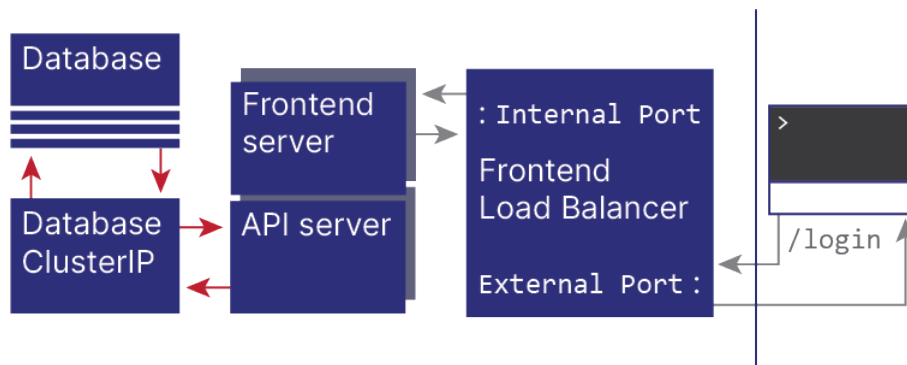 Database
Frontend
server
: Internal Port
>
Frontend
Load Balancer
Database
ClusterIP
API server
/login
External Port :